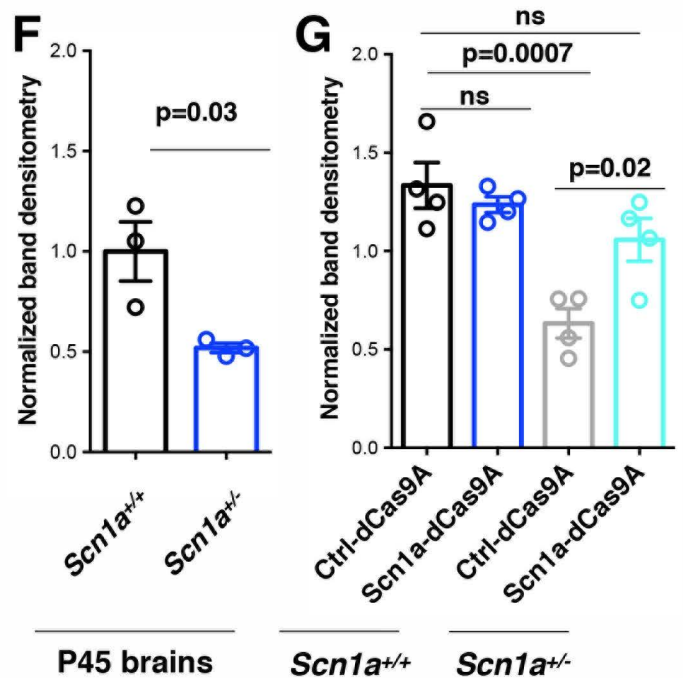 F
Normalized band densitometry
2.0
1.5
1.0
0.5
0.0
p=0.03
Scn1a+/+
Scn1a+/-
P45 brains
G
Normalized band densitometry
2.0
1.5
1.0
0.5
0.0
ns
p=0.0007
ns
p=0.02
Ctrl-dCas9A
Scn1a-dCas9A
Ctrl-dCas9A
Scn1a-dCas9A
Scn1a+/+
Scn1a+/-